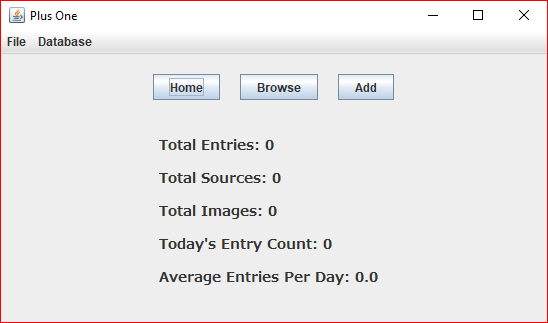 Plus One
File Database
Home Browse Add
Total Entries: 0
Total Sources: 0
Total Images: 0
Today's Entry Count: 0
Average Entries Per Day: 0.0